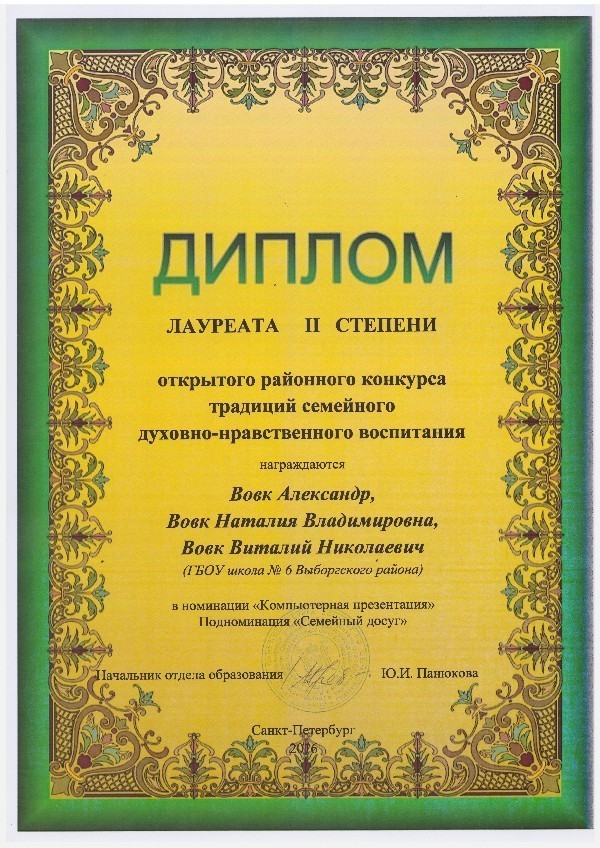 ДИПЛОМ
ЛАУРЕАТА II СТЕПЕНИ
открытого районного конкурса
традиций семейного
духовно-нравственного воспитания
награждаются
Вовк Александр,
Вовк Наталия Владимировна,
Вовк Виталий Николаевич
(ГБОУ школа № 6 Выборгского района)
в номинации «Компьютерная презентация»
Подноминация «Семейный досуг»
Начальник отдела образования Ю.И. Панюкова
Санкт-Петербург
2016